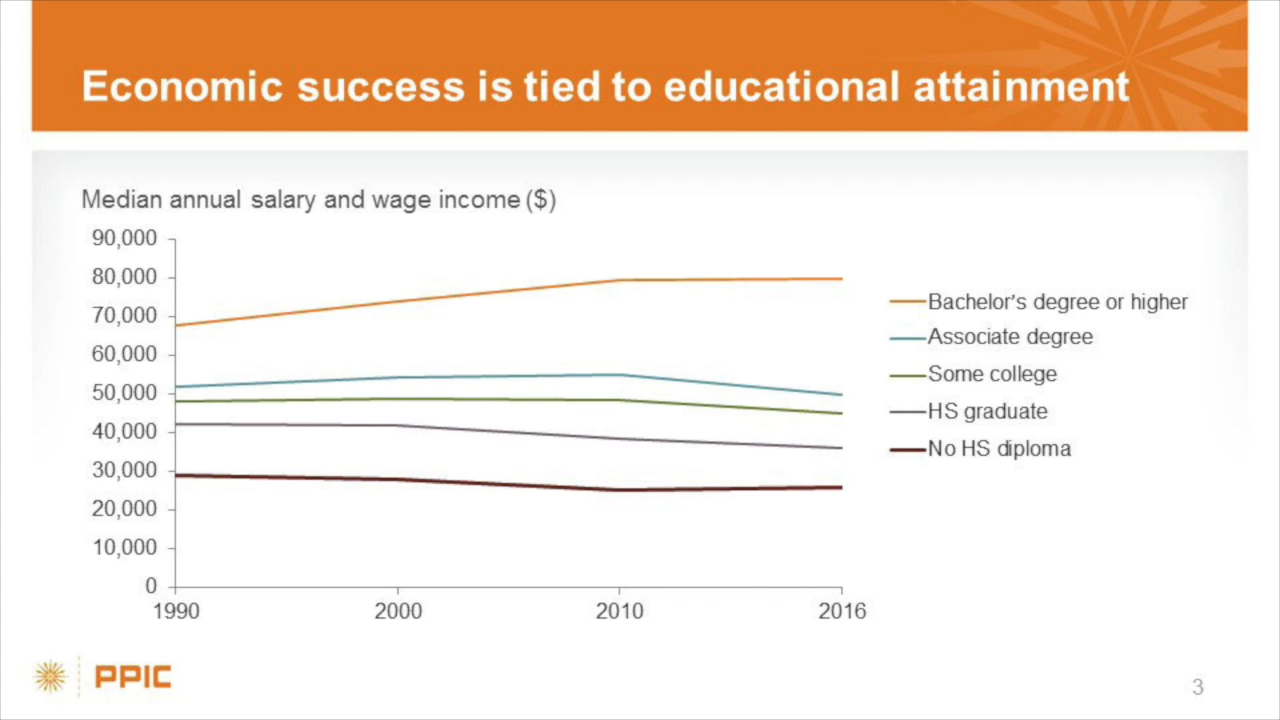 Economic success is tied to educational attainment
Median annual salary and wage income ($)
90,000
80,000
70,000
60,000
50,000
40,000
30,000
20,000
10,000
0
1990 2000 2010 2016
Bachelor's degree or higher
Associate degree
Some college
HS graduate
No HS diploma
PPIC
3